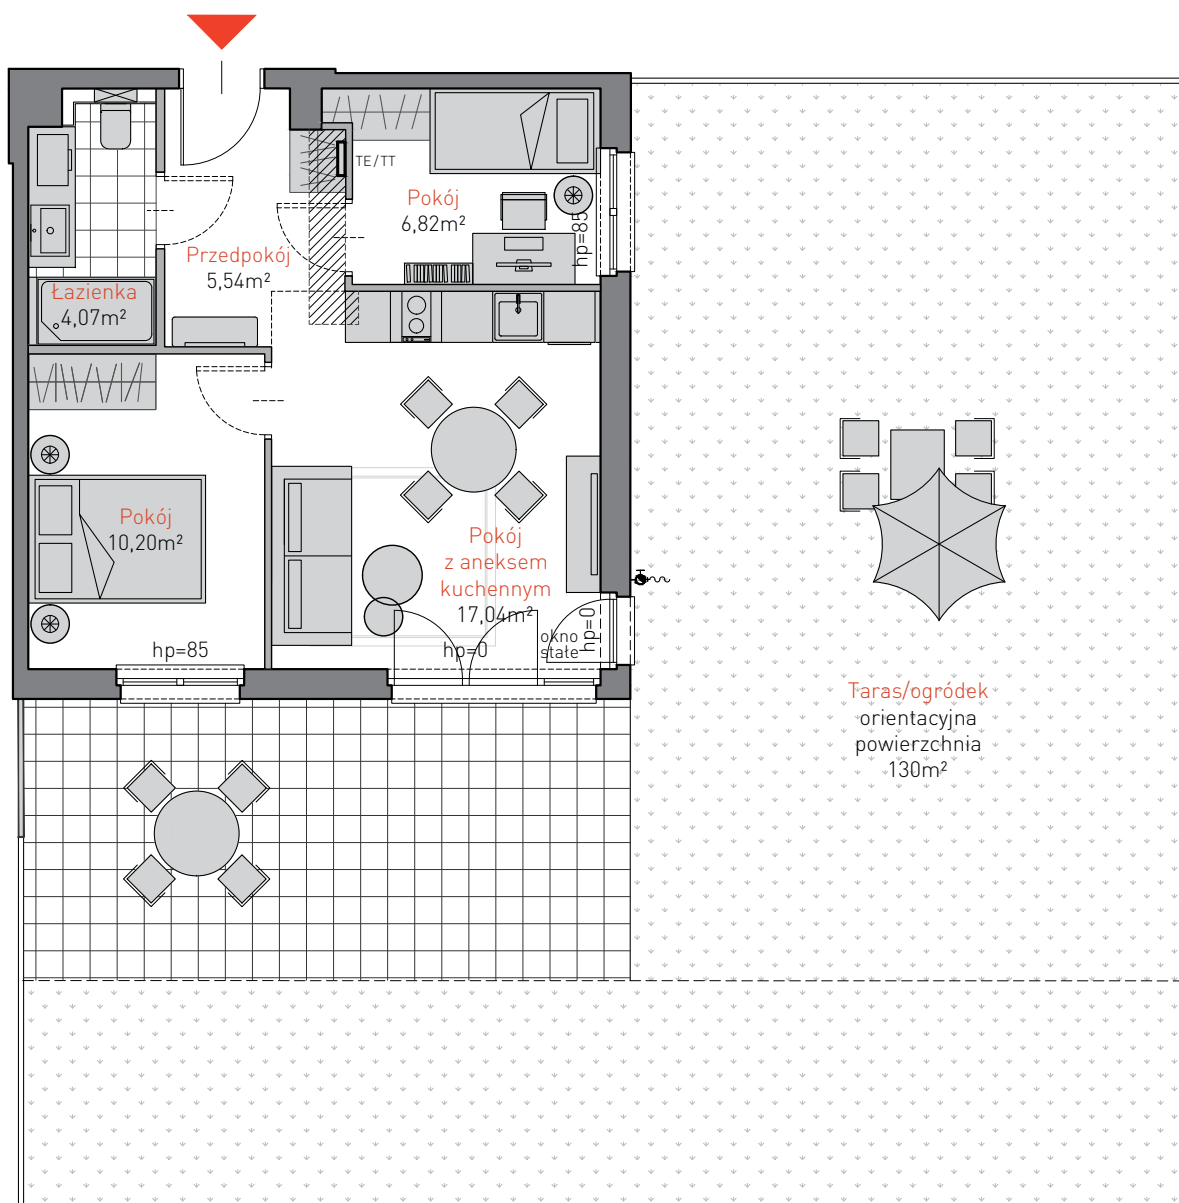 TE/TT
Pokój
6,82m²
hp=85
Przedpokój
5,54m²
Łazienka
4,07m²
Pokój
10,20m²
Pokój
z aneksem
kuchennym
17,04m²
hp=85
hp=0
okno
stałe
hp=0
Taras/ogródek
orientacyjna
powierzchnia
130m²